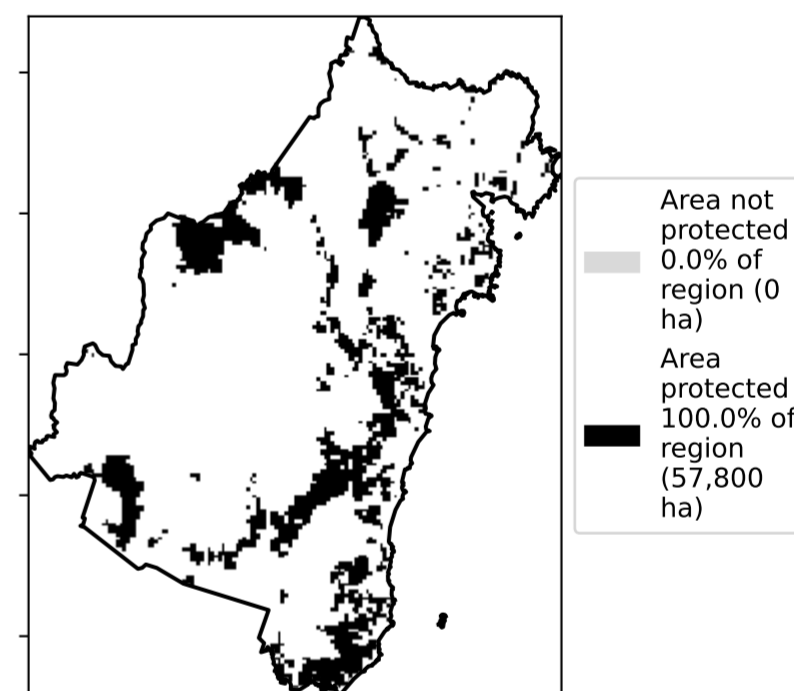 Area not
protected
0.0% of
region (0
ha)
Area
protected
100.0% of
region
(57,800
ha)